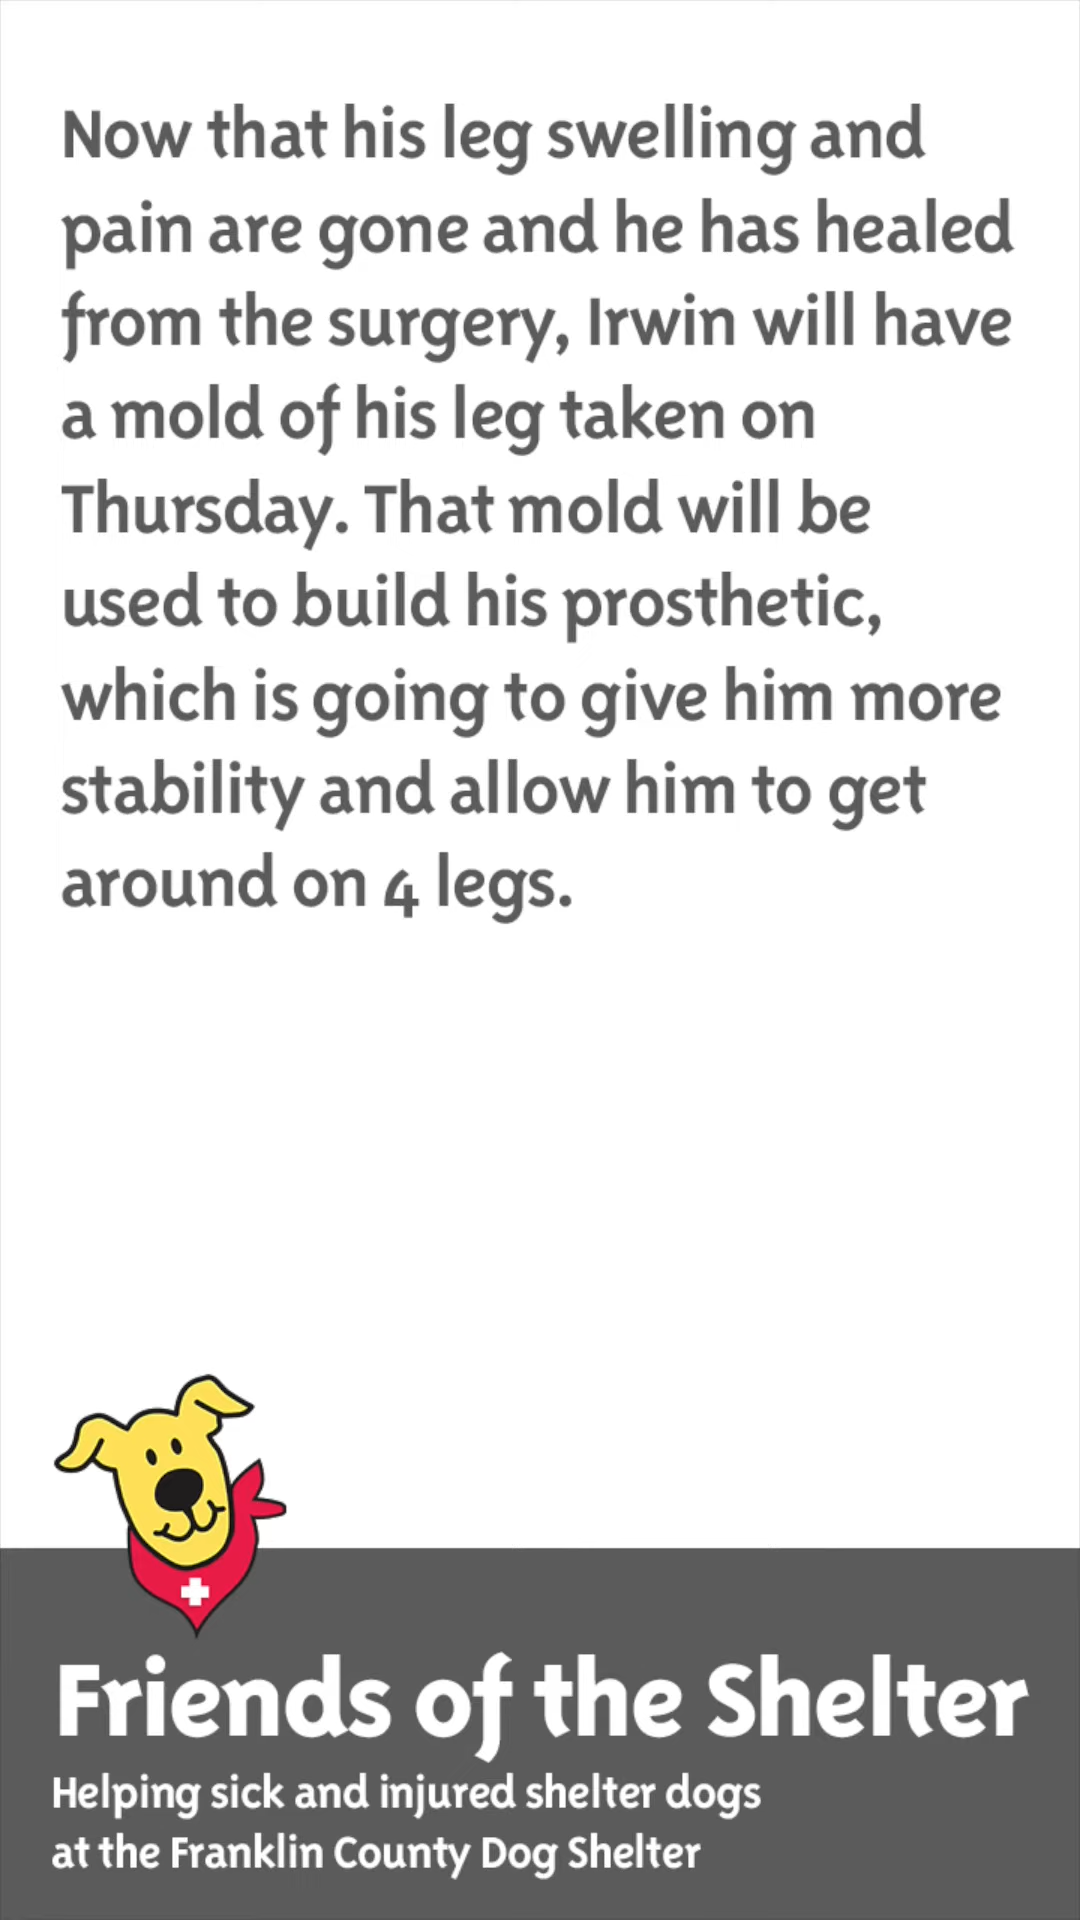 Now that his leg swelling and
pain are gone and he has healed
from the surgery, Irwin will have
a mold of his leg taken on
Thursday. That mold will be
used to build his prosthetic,
which is going to give him more
stability and allow him to get
around on 4 legs.
Friends of the Shelter
Helping sick and injured shelter dogs
at the Franklin County Dog Shelter